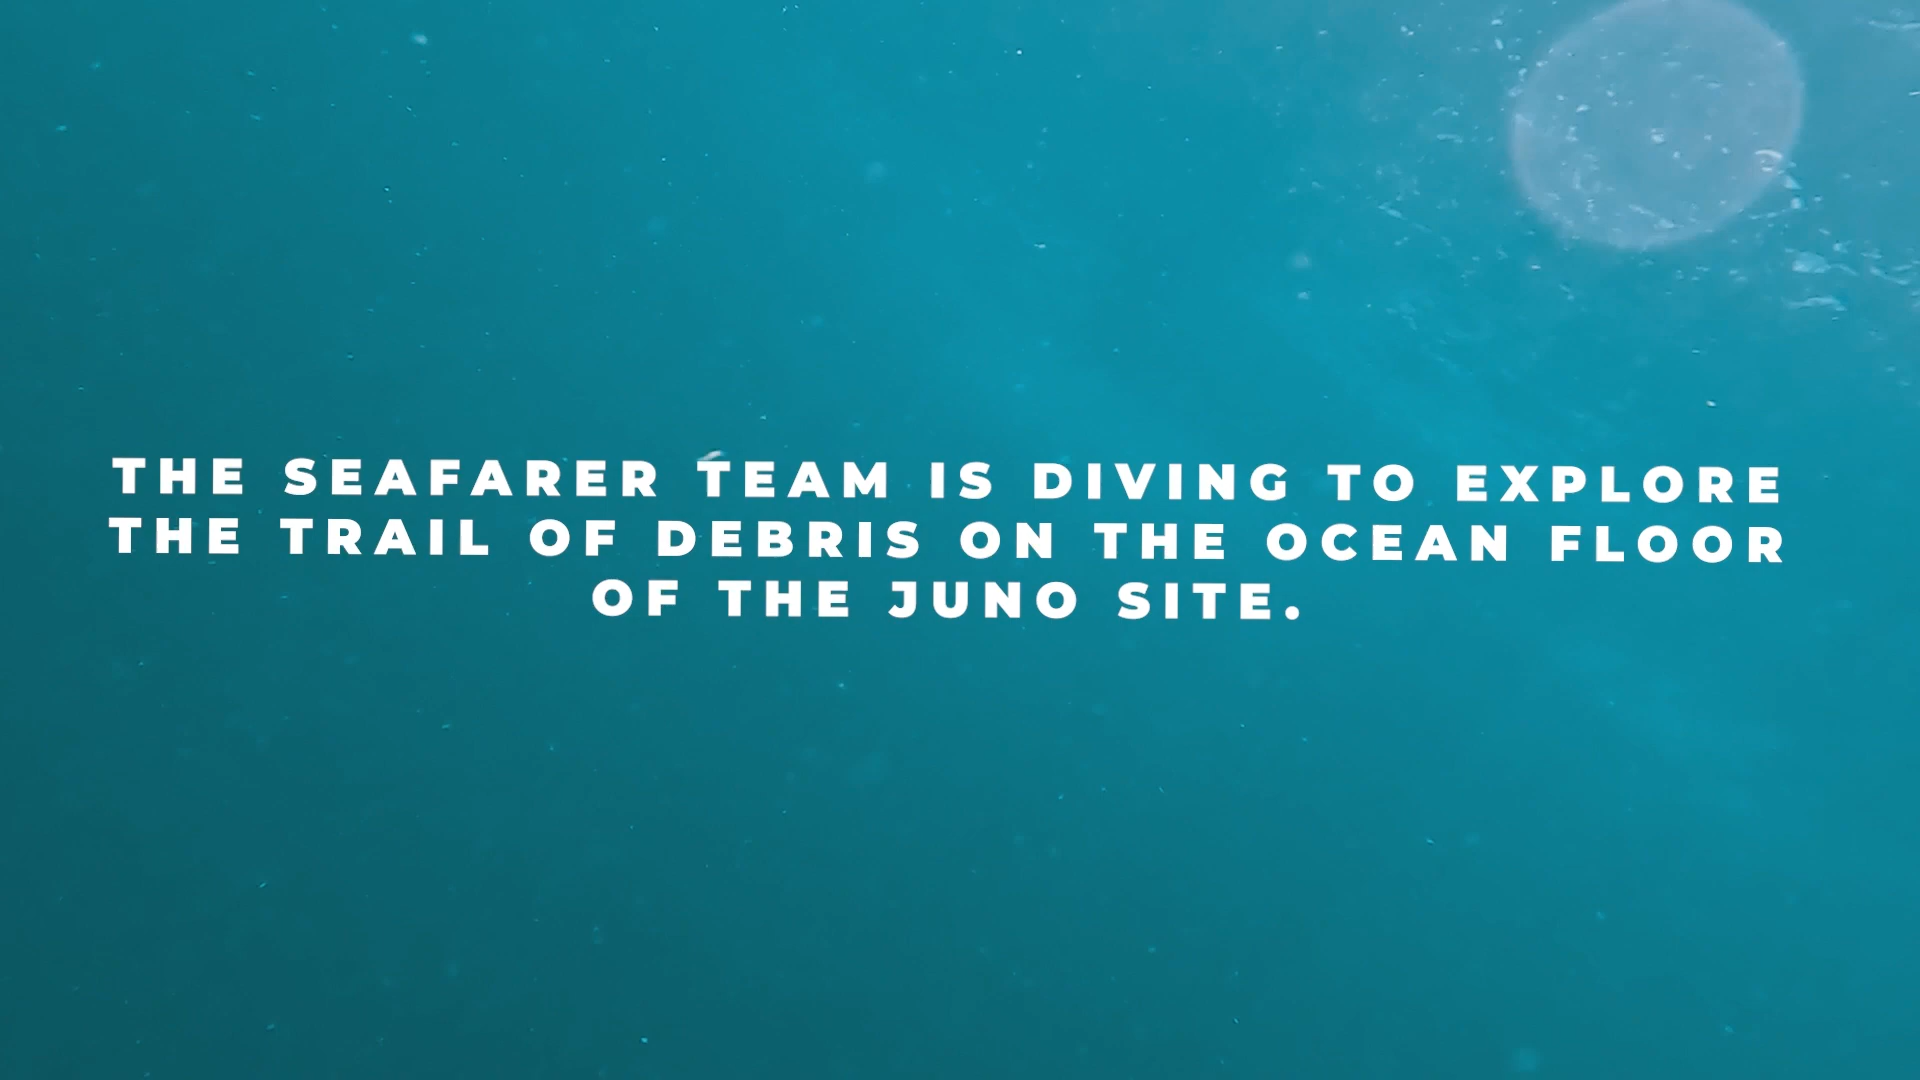 THE SEAFARER TEAM IS DIVING TO EXPLORE
THE TRAIL OF DEBRIS ON THE OCEAN FLOOR
OF THE JUNO SITE.